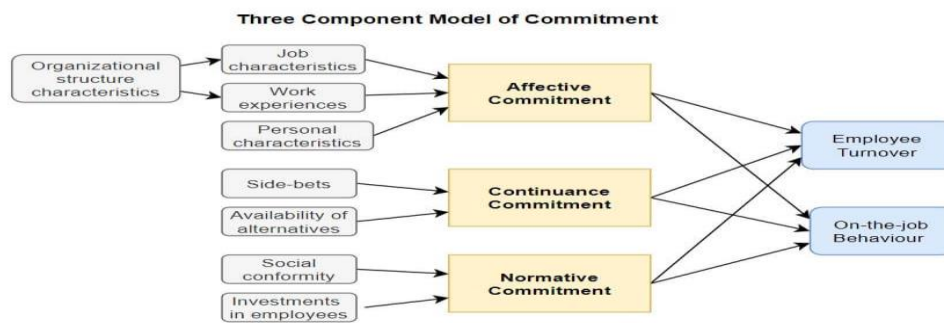 Three Component Model of Commitment
Organizational
structure
characteristics
Job
characteristics
Work
experiences
Personal
characteristics
Affective
Commitment
Side-bets
Availability of
alternatives
Continuance
Commitment
Social
conformity
Investments
in employees
Normative
Commitment
Employee
Turnover
On-the-job
Behaviour